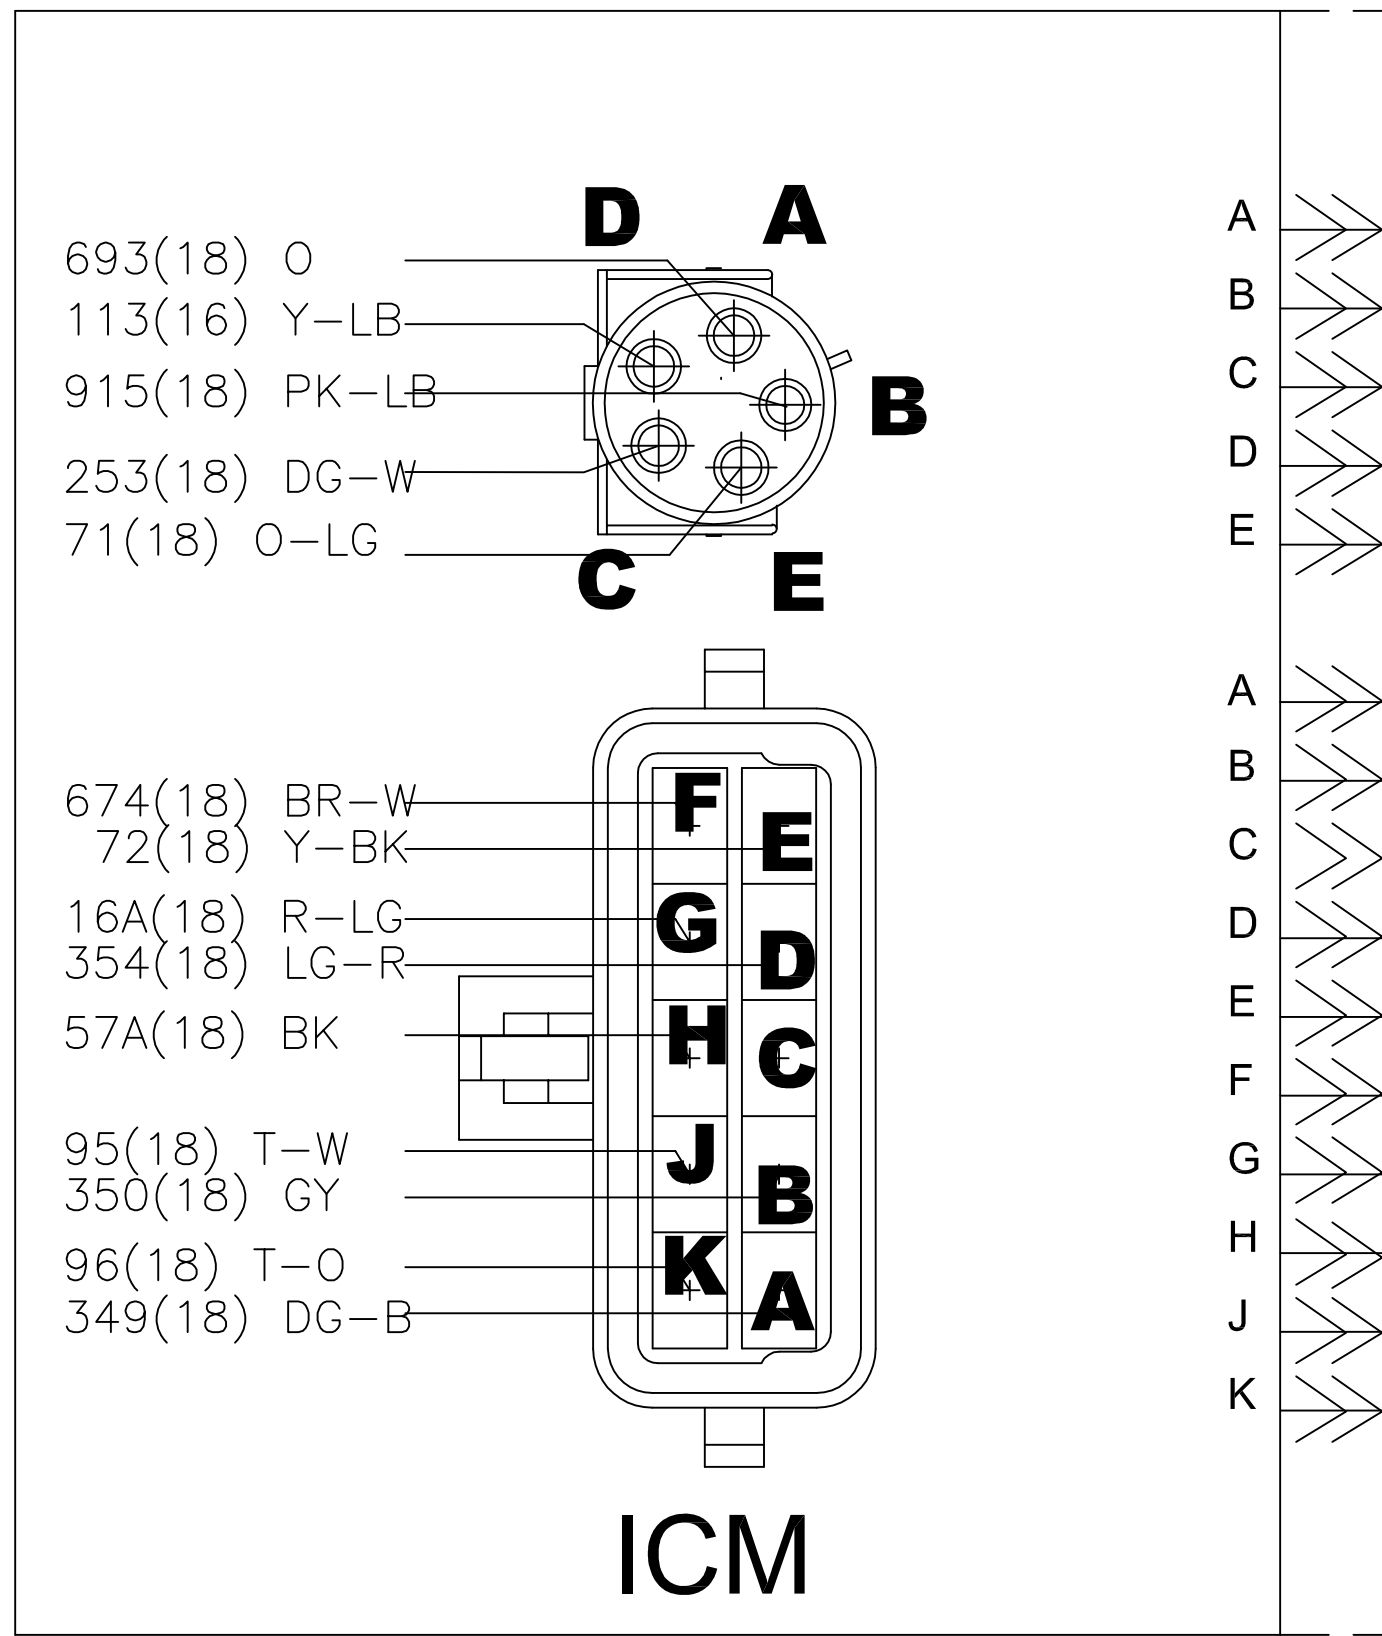 D A
A
693(18) O
113(16) Y-LB
B
915(18) PK-LB
B
C
253(18) DG-W
D
71(18) O-LG
E
C E
A
674(18) BR-W F
B
72(18) Y-BK E
C
16A(18) R-LG G
D
354(18) LG-R D
57A(18) BK H
E
C
F
95(18) T-W J
G
350(18) GY B
H
96(18) T-O K
349(18) DG-B A
J
K
ICM